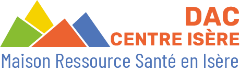 DAC
CENTRE ISÈRE
Maison Ressource Santé en Isère